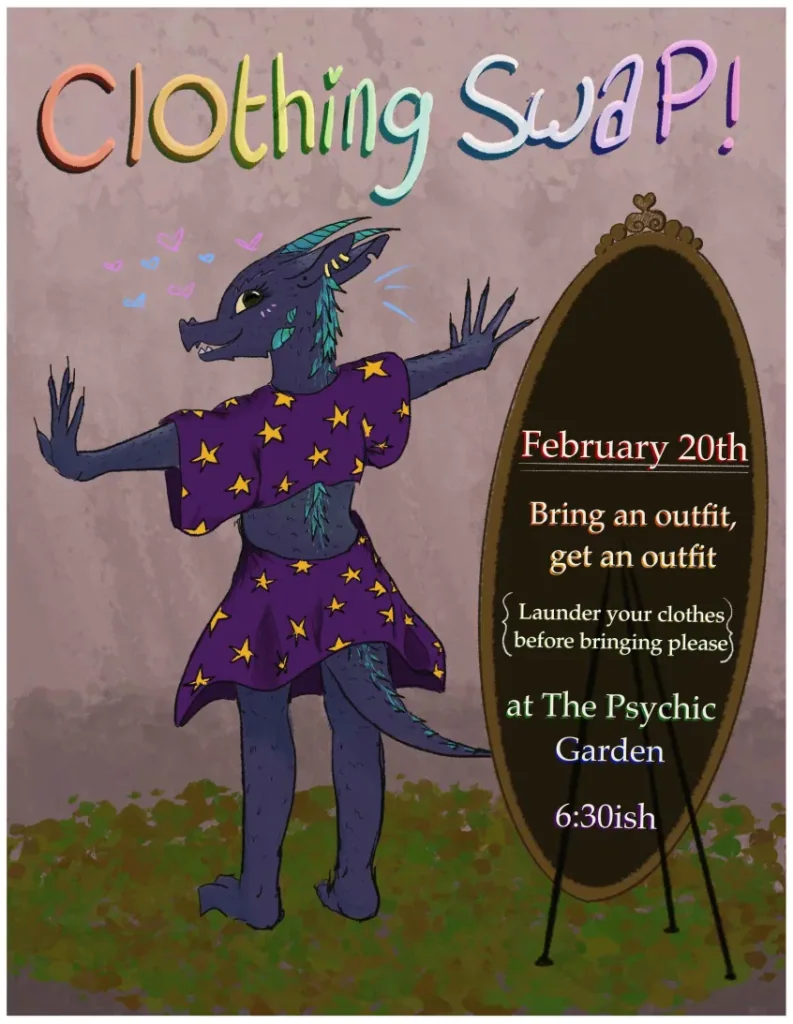 Clothing Swap!
February 20th
Bring an outfit,
get an outfit
{Launder your clothes
before bringing please}
at The Psychic
Garden
6:30ish